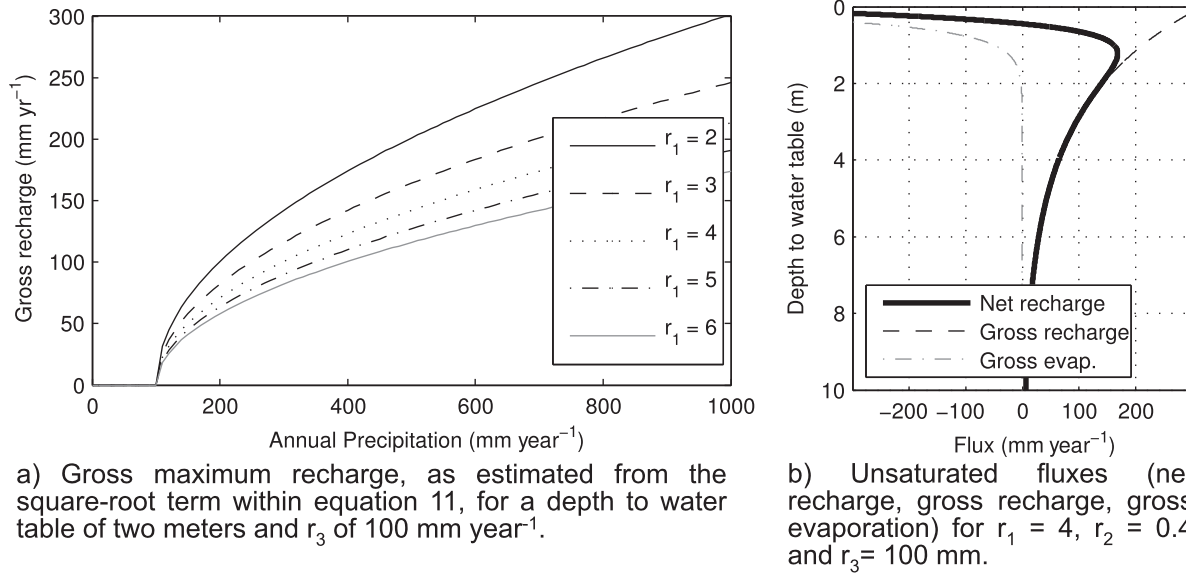 300
250
200
150
100
50
0
Gross recharge (mm yr⁻¹)
0 200 400 600 800 1000
Annual Precipitation (mm year⁻¹)
r₁ = 2
r₁ = 3
r₁ = 4
r₁ = 5
r₁ = 6
a) Gross maximum recharge, as estimated from the
square-root term within equation 11, for a depth to water
table of two meters and r₃ of 100 mm year⁻¹.
0
2
4
6
8
10
Depth to water table (m)
−200 −100 0 100 200
Flux (mm year⁻¹)
Net recharge
Gross recharge
Gross evap.
b) Unsaturated fluxes (ne
recharge, gross recharge, gross
evaporation) for r₁ = 4, r₂ = 0.4
and r₃= 100 mm.